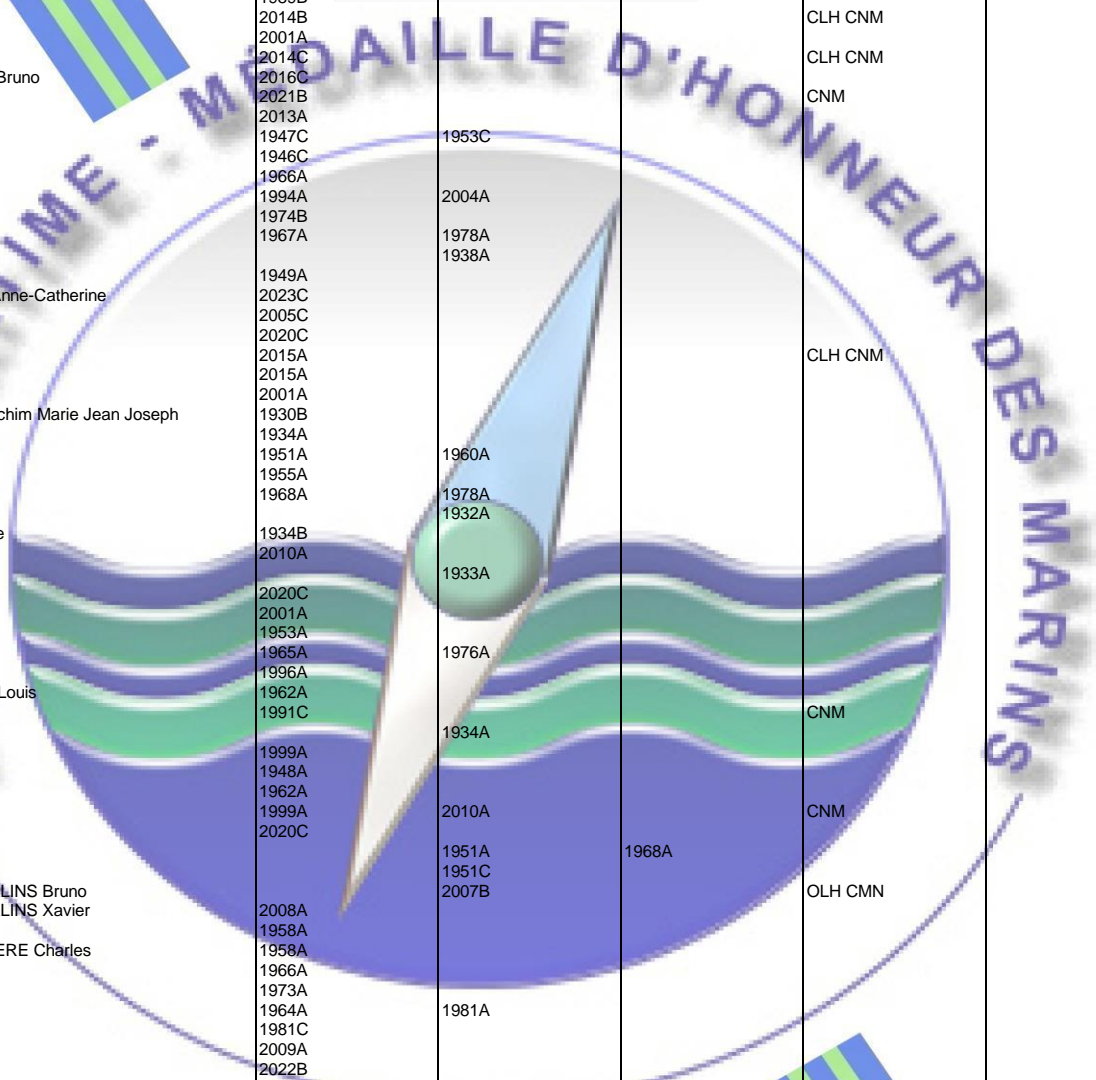 2014B CLH CNM
2001A
2014C CLH CNM
Bruno 2016C
2021B CNM
2013A
1947C 1953C
1946C
1966A
1994A 2004A
1974B
1967A 1978A
1938A
1949A
nne-Catherine 2023C
2005C
2020C
2015A CLH CNM
2015A
2001A
chim Marie Jean Joseph 1930B
1934A
1951A 1960A
1955A
1968A 1978A
1932A
e 1934B
2010A
1933A
2020C
2001A
1953A
1965A 1976A
1996A
Louis 1962A
1991C CNM
1934A
1999A
1948A
1962A
1999A 2010A CNM
2020C
1951A 1968A
1951C
LINS Bruno 2007B OLH CMN
LINS Xavier 2008A
1958A
ERE Charles 1958A
1966A
1973A
1964A 1981A
1981C
2009A
2022B
IME - MÉDAILLE D'HONNEUR DES MARINS